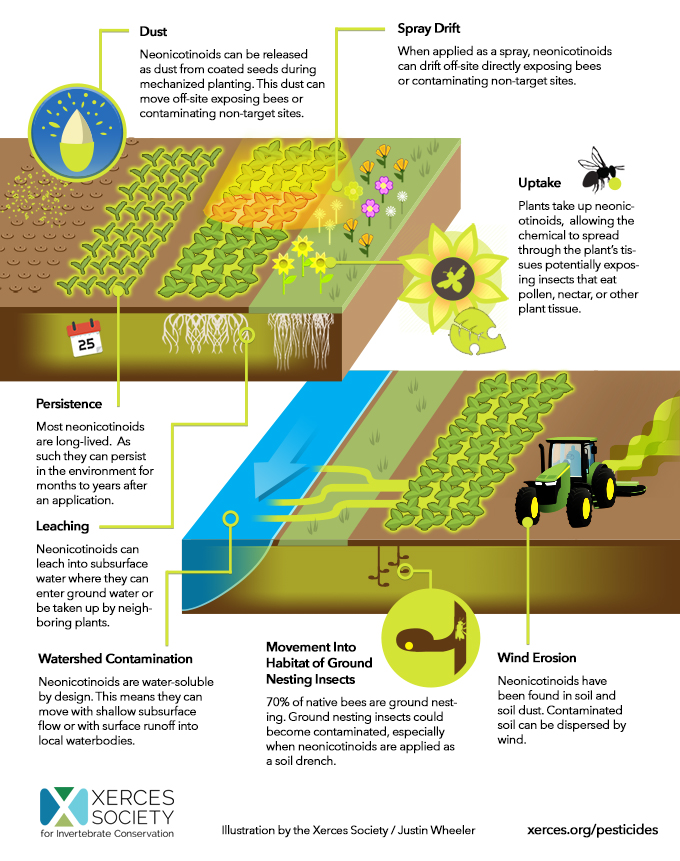 Dust
Neonicotinoids can be released
as dust from coated seeds during
mechanized planting. This dust can
move off-site exposing bees or
contaminating non-target sites.
Spray Drift
When applied as a spray, neonicotinoids
can drift off-site directly exposing bees
or contaminating non-target sites.
Uptake
Plants take up neonic-
otinoids, allowing the
chemical to spread
through the plant's tis-
sues potentially expos-
ing insects that eat
pollen, nectar, or other
plant tissue.
25
Persistence
Most neonicotinoids
are long-lived. As
such they can persist
in the environment for
months to years after
an application.
Leaching
Neonicotinoids can
leach into subsurface
water where they can
enter ground water or
be taken up by neigh-
boring plants.
Watershed Contamination
Neonicotinoids are water-soluble
by design. This means they can
move with shallow subsurface
flow or with surface runoff into
local waterbodies.
Movement Into
Habitat of Ground
Nesting Insects
70% of native bees are ground nest-
ing. Ground nesting insects could
become contaminated, especially
when neonicotinoids are applied as
a soil drench.
Wind Erosion
Neonicotinoids have
been found in soil and
soil dust. Contaminated
soil can be dispersed by
wind.
XERCES
SOCIETY
for Invertebrate Conservation
Illustration by the Xerces Society / Justin Wheeler
xerces.org/pesticides